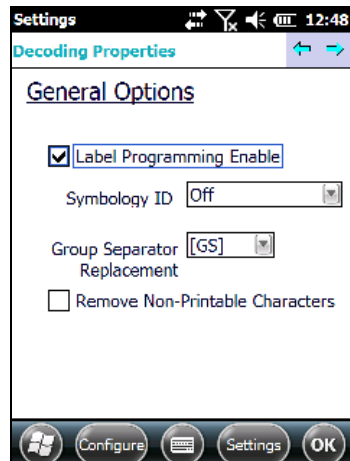 Settings 12:48
Decoding Properties
General Options
Label Programming Enable
Symbology ID Off
Group Separator [GS]
Replacement
Remove Non-Printable Characters
Configure Settings OK